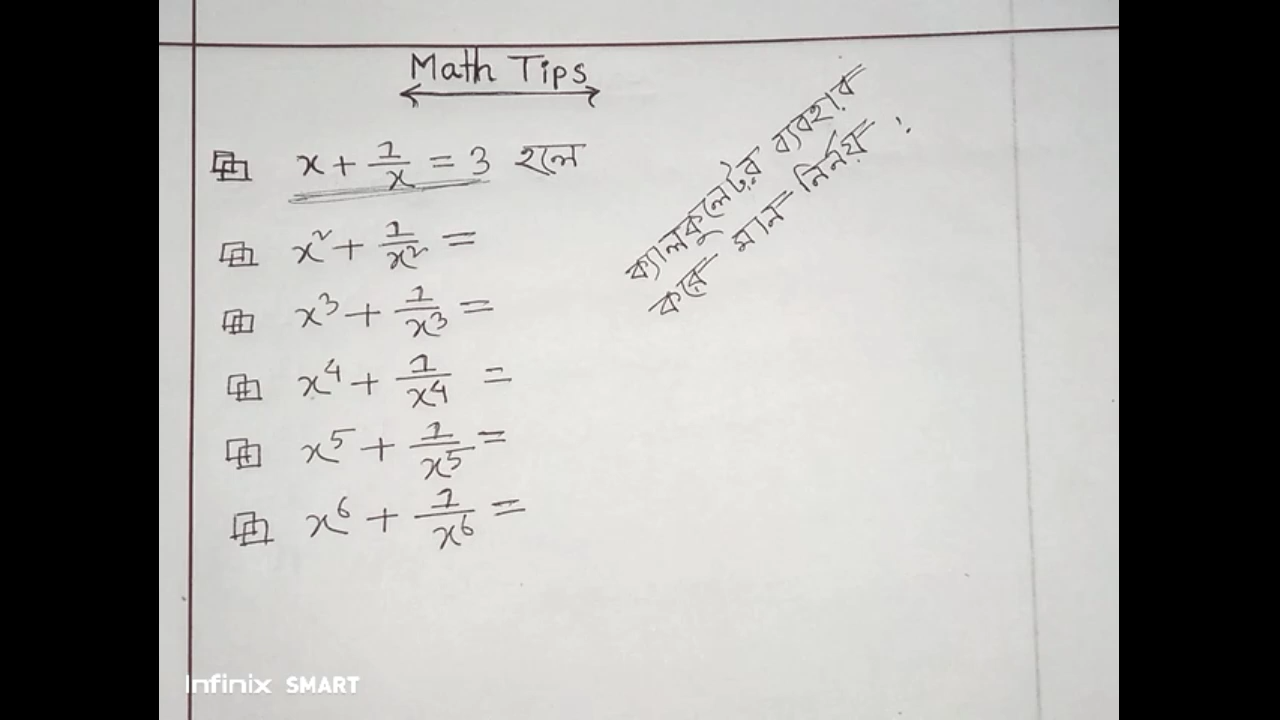 Math Tips
x + 1/x = 3 হলে
x² + 1/x² =
x³ + 1/x³ =
x⁴ + 1/x⁴ =
x⁵ + 1/x⁵ =
x⁶ + 1/x⁶ =
ক্যালকুলেটর ব্যবহার
করে মান নির্নয় :
Infinix SMART